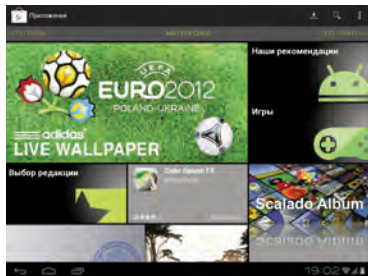 Приложения
ИНТЕРЕСНОЕ
Наши рекомендации
UEFA
EURO2012
POLAND-UKRAINE
Игры
adidas
LIVE WALLPAPER
Выбор редакции
Color Splash FX
Scalado Album
19:02